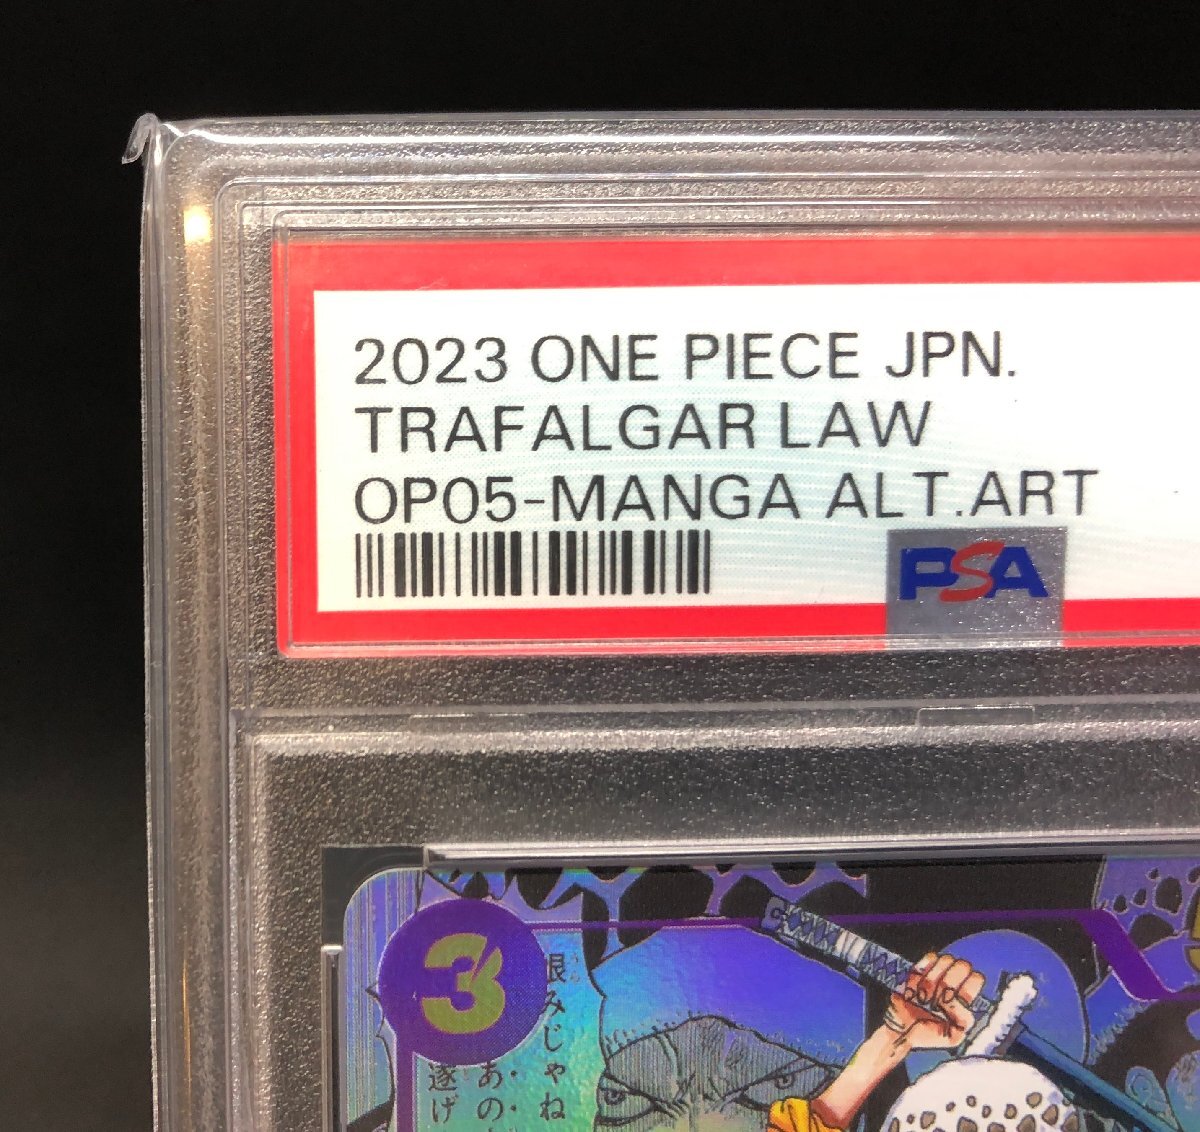 2023 ONE PIECE JPN.
TRAFALGAR LAW
OP05-MANGA ALT.ART
PSA
3
恨みじゃね
あの
遂げ